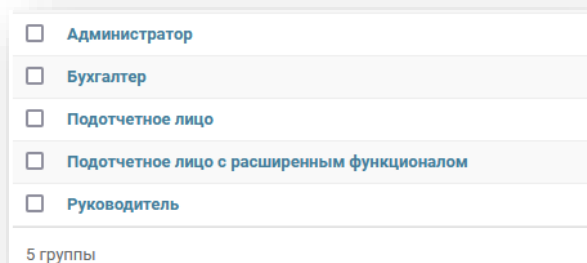 Администратор
Бухгалтер
Подотчетное лицо
Подотчетное лицо с расширенным функционалом
Руководитель
5 группы